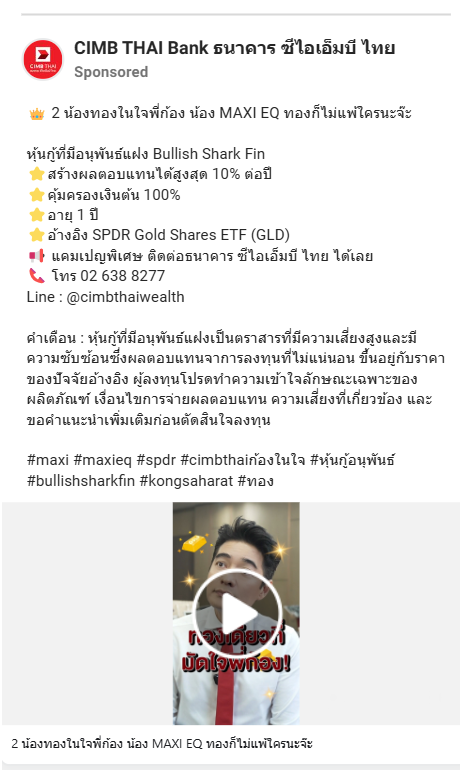 CIMB THAI Bank ธนาคาร ซีไอเอ็มบี ไทย
CIMB THAI
Sponsored
👑 2 น้องทองในใจพี่ก้อง น้อง MAXI EQ ทองก็ไม่แพ้ใครนะจ๊ะ
หุ้นกู้ที่มีอนุพันธ์แฝง Bullish Shark Fin
⭐สร้างผลตอบแทนได้สูงสุด 10% ต่อปี
⭐คุ้มครองเงินต้น 100%
⭐อายุ 1 ปี
⭐อ้างอิง SPDR Gold Shares ETF (GLD)
📢 แคมเปญพิเศษ ติดต่อธนาคาร ซีไอเอ็มบี ไทย ได้เลย
📞 โทร 02 638 8277
Line : @cimbthaiwealth
คำเตือน : หุ้นกู้ที่มีอนุพันธ์แฝงเป็นตราสารที่มีความเสี่ยงสูงและมี
ความซับซ้อนซึ่งผลตอบแทนจาการลงทุนที่ไม่แน่นอน ขึ้นอยู่กับราคา
ของปัจจัยอ้างอิง ผู้ลงทุนโปรดทำความเข้าใจลักษณะเฉพาะของ
ผลิตภัณฑ์ เงื่อนไขการจ่ายผลตอบแทน ความเสี่ยงที่เกี่ยวข้อง และ
ขอคำแนะนำเพิ่มเติมก่อนตัดสินใจลงทุน
#maxi #maxieq #spdr #cimbthaiก้องในใจ #หุ้นกู้อนุพันธ์
#bullishsharkfin #kongsaharat #ทอง
ทองเดียวที่
มัดใจพี่ก้อง!
2 น้องทองในใจพี่ก้อง น้อง MAXI EQ ทองก็ไม่แพ้ใครนะจ๊ะ